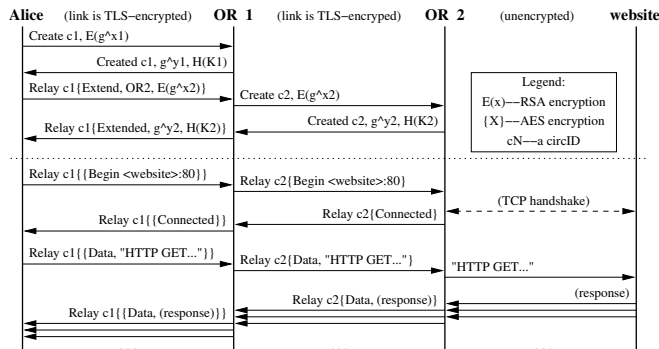 Alice (link is TLS-encrypted) OR 1 (link is TLS-encrypted) OR 2 (unencrypted) website
Create c1, E(g^x1)
Created c1, g^y1, H(K1)
Relay c1{Extend, OR2, E(g^x2)}
Create c2, E(g^x2)
Created c2, g^y2, H(K2)
Relay c1{Extended, g^y2, H(K2)}
Legend:
E(x)−−RSA encryption
{X}−−AES encryption
cN−−a circID
Relay c1{{Begin <website>:80}}
Relay c2{Begin <website>:80}
(TCP handshake)
Relay c2{Connected}
Relay c1{{Connected}}
Relay c1{{Data, "HTTP GET..."}}
Relay c2{Data, "HTTP GET..."}
"HTTP GET..."
(response)
Relay c2{Data, (response)}
Relay c1{{Data, (response)}}
... ... ...